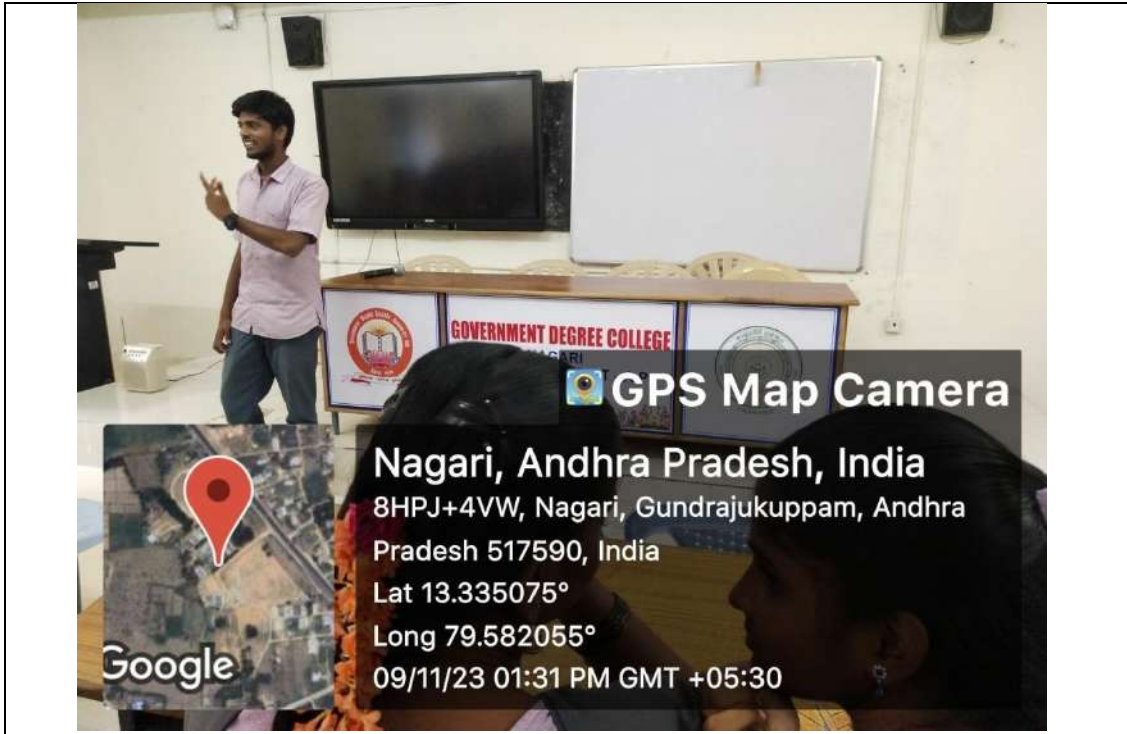 GOVERNMENT DEGREE COLLEGE
NAGARI
GPS Map Camera
Nagari, Andhra Pradesh, India
8HPJ+4VW, Nagari, Gundrajukuppam, Andhra
Pradesh 517590, India
Lat 13.335075°
Long 79.582055°
09/11/23 01:31 PM GMT +05:30
Google